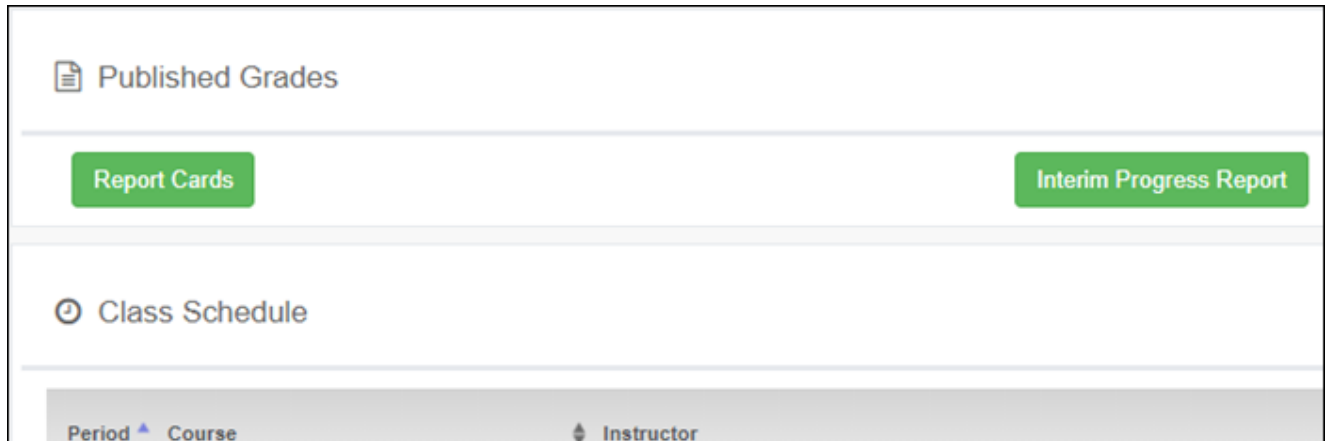 Published Grades
Report Cards Interim Progress Report
Class Schedule
Period Course Instructor